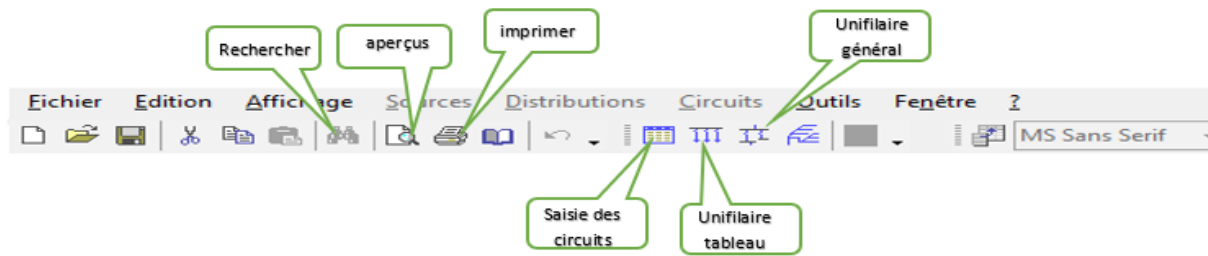 Rechercher
aperçus
imprimer
Unifilaire
général
Fichier Edition Affichage Sources Distributions Circuits Outils Fenêtre ?
MS Sans Serif
Saisie des
circuits
Unifilaire
tableau